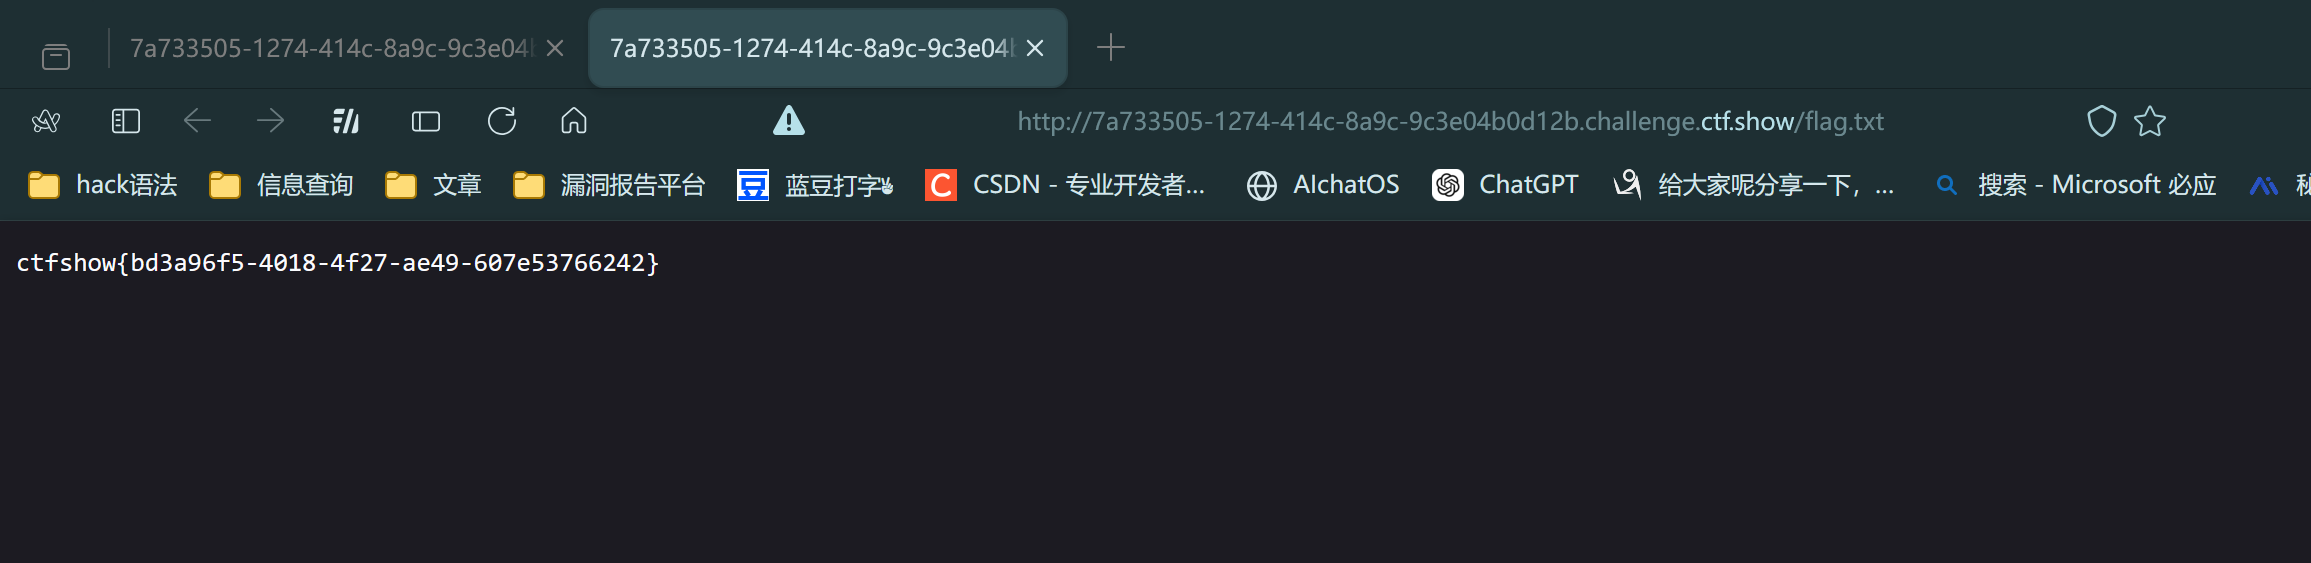 7a733505-1274-414c-8a9c-9c3e04 7a733505-1274-414c-8a9c-9c3e04
http://7a733505-1274-414c-8a9c-9c3e04b0d12b.challenge.ctf.show/flag.txt
hack语法 信息查询 文章 漏洞报告平台 蓝豆打字 CSDN - 专业开发者... AIchatOS ChatGPT 给大家呢分享一下，... 搜索 - Microsoft 必应
ctfshow{bd3a96f5-4018-4f27-ae49-607e53766242}